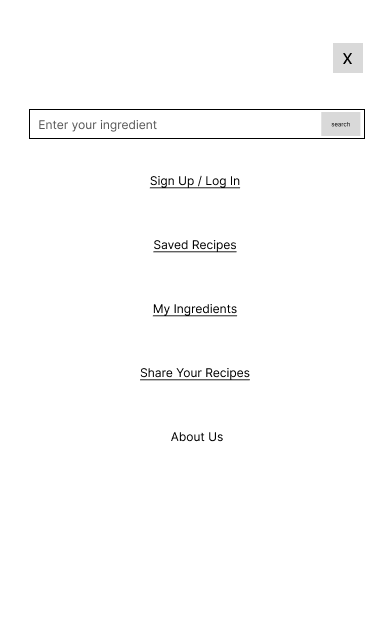 X
Enter your ingredient
search
Sign Up / Log In
Saved Recipes
My Ingredients
Share Your Recipes
About Us